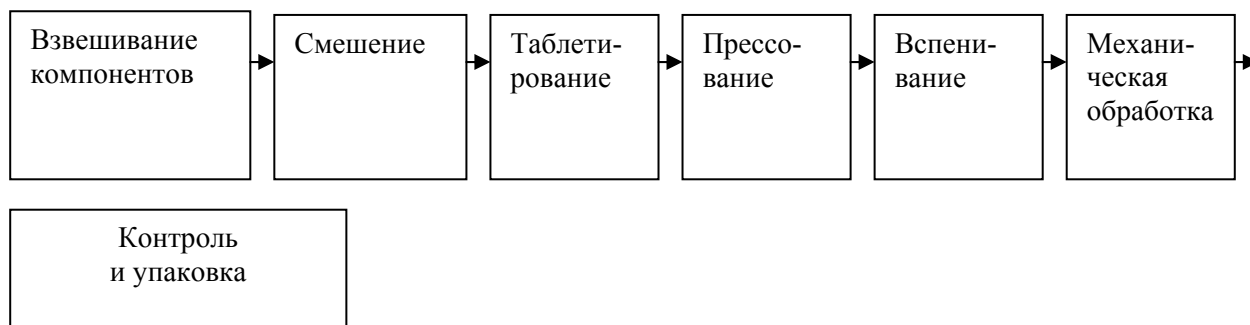 Взвешивание
компонентов
Смешение
Таблети-
рование
Прессо-
вание
Вспени-
вание
Механи-
ческая
обработка
Контроль
и упаковка